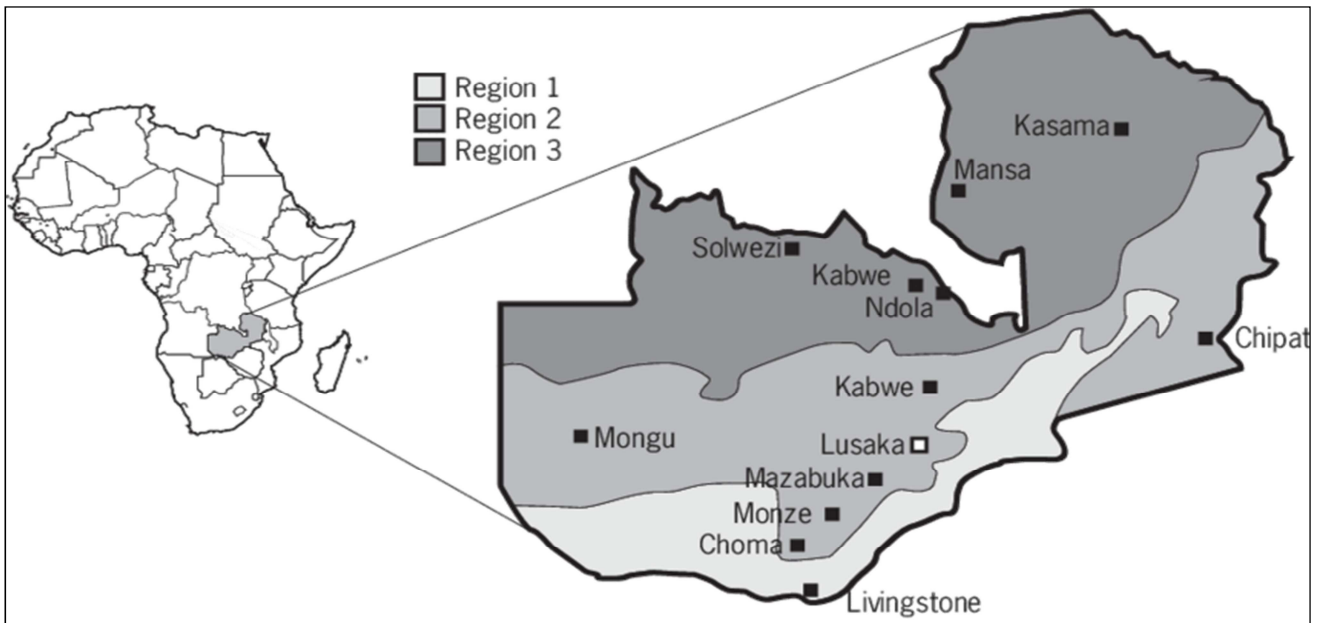 Region 1
Region 2
Region 3
Kasama
Mansa
Solwezi
Kabwe
Ndola
Chipat
Kabwe
Mongu
Lusaka
Mazabuka
Monze
Choma
Livingstone